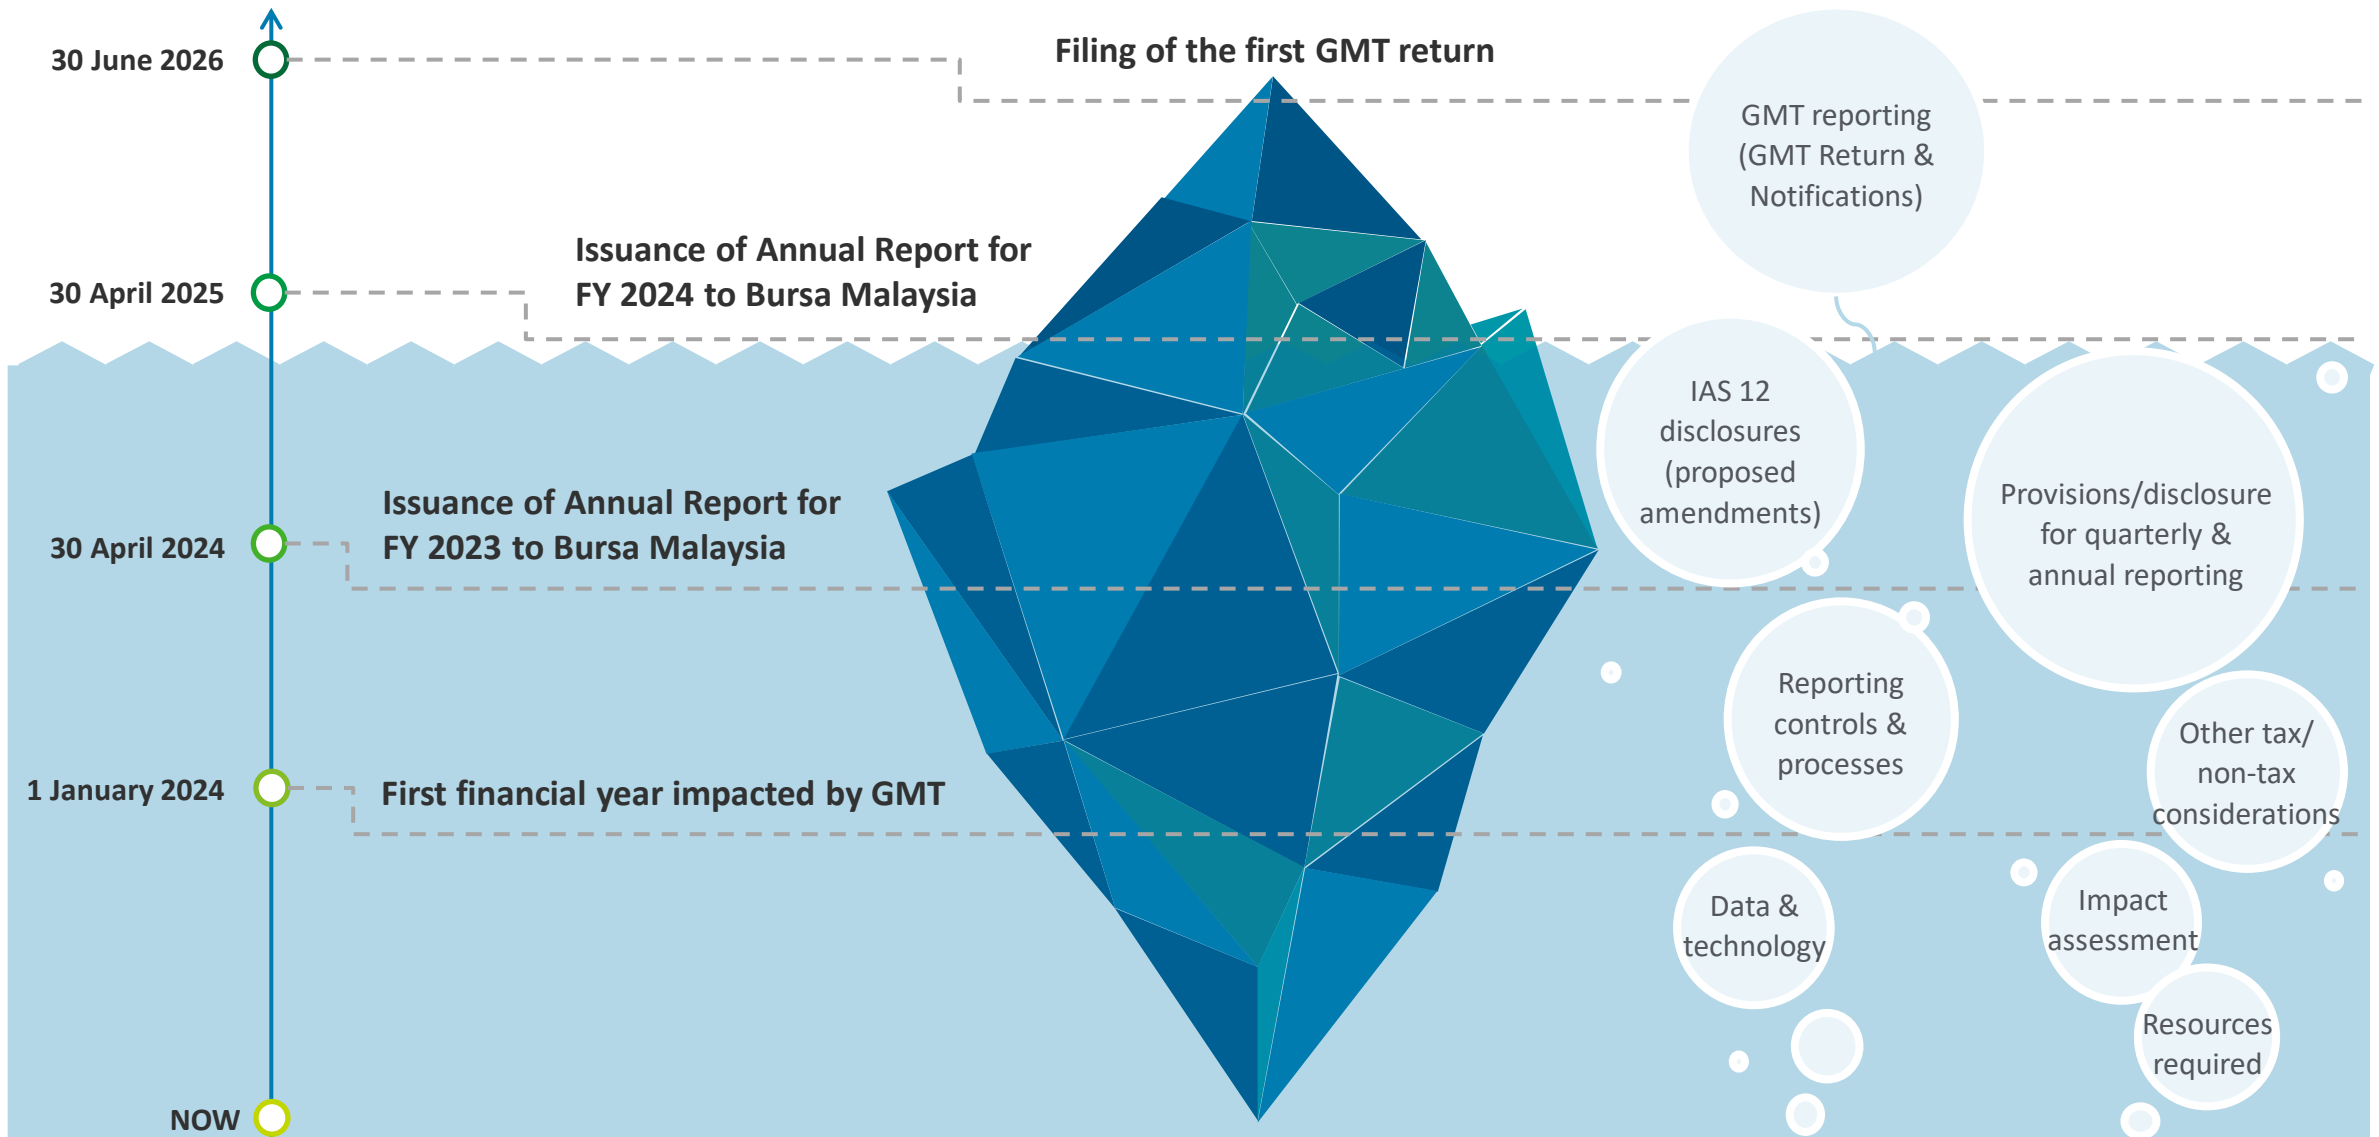 30 June 2026
Filing of the first GMT return
GMT reporting
(GMT Return &
Notifications)
30 April 2025
Issuance of Annual Report for
FY 2024 to Bursa Malaysia
IAS 12
disclosures
(proposed
amendments)
Provisions/disclosure
for quarterly &
annual reporting
30 April 2024
Issuance of Annual Report for
FY 2023 to Bursa Malaysia
Reporting
controls &
processes
Other tax/
non-tax
considerations
1 January 2024
First financial year impacted by GMT
Data &
technology
Impact
assessment
Resources
required
NOW